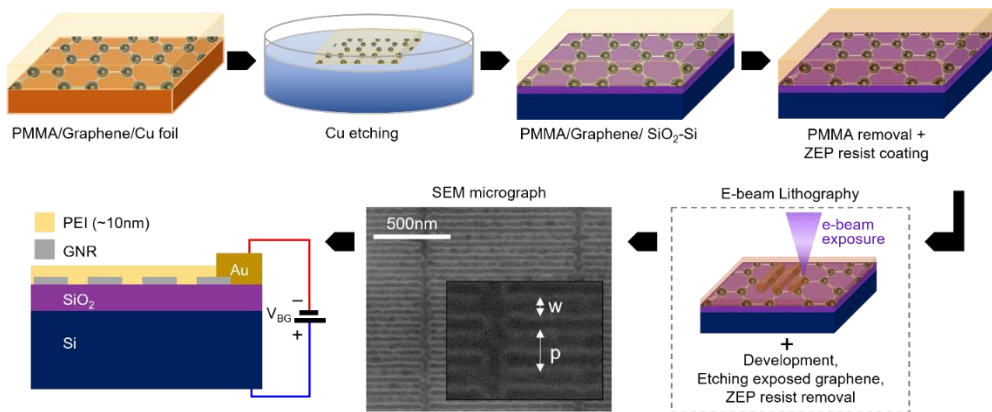 PMMA/Graphene/Cu foil
Cu etching
PMMA/Graphene/ SiO₂-Si
PMMA removal +
ZEP resist coating
E-beam Lithography
e-beam
exposure
+
Development,
Etching exposed graphene,
ZEP resist removal
SEM micrograph
500nm
w
p
PEI (~10nm)
GNR
Au
SiO₂
Si
V_BG
−
+